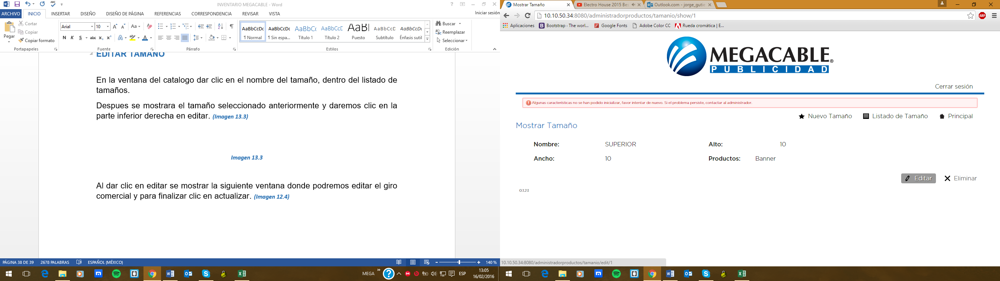 INVENTARIO MEGACABLE - Word
ARCHIVO INICIO INSERTAR DISEÑO DISEÑO DE PÁGINA REFERENCIAS CORRESPONDENCIA REVISAR VISTA Iniciar sesión
Pegar
Cortar
Copiar
Copiar formato
Portapapeles
Arial 10
N K S abc x₂ x²
Fuente
Párrafo
AaBbCcDc AaBbCcDc AaBbCc AaBbCcE AaBl AaBbCcD AaBbCcDc
¶ Normal ¶ Sin espa... Título 1 Título 2 Puesto Subtítulo Énfasis sutil
Estilos
Buscar
Reemplazar
Seleccionar
Edición
EDITAR TAMAÑO
En la ventana del catalogo dar clic en el nombre del tamaño, dentro del listado de
tamaños.
Despues se mostrara el tamaño seleccionado anteriormente y daremos clic en la
parte inferior derecha en editar. (Imagen 13.3)
Imagen 13.3
Al dar clic en editar se mostrar la siguiente ventana donde podremos editar el giro
comercial y para finalizar clic en actualizar. (Imagen 12.4)
PÁGINA 38 DE 39 2678 PALABRAS ESPAÑOL (MÉXICO) 140 %
MEGA » ESP 13:05
16/02/2016
Mostrar Tamaño Electro House 2015 Bes Outlook.com - jorge_gutie
10.10.50.34:8080/administradorproductos/tamanio/show/1 ABP
Aplicaciones Bootstrap · The worl... Google Fonts Adobe Color CC Rueda cromática | E...
MEGACABLE®
PUBLICIDAD
Cerrar sesión
Algunas características no se han podido inicializar, favor intentar de nuevo. Si el problema persiste, contactar al administrador.
Nuevo Tamaño Listado de Tamaño Principal
Mostrar Tamaño
Nombre: SUPERIOR Alto: 10
Ancho: 10 Productos: Banner
Editar Eliminar
0.1.23
10.10.50.34:8080/administradorproductos/tamanio/edit/1